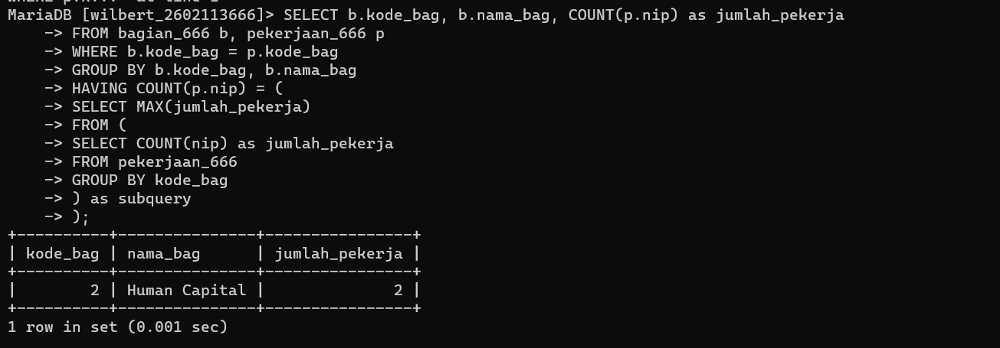 MariaDB [wilbert_2602113666]> SELECT b.kode_bag, b.nama_bag, COUNT(p.nip) as jumlah_pekerja
    -> FROM bagian_666 b, pekerjaan_666 p
    -> WHERE b.kode_bag = p.kode_bag
    -> GROUP BY b.kode_bag, b.nama_bag
    -> HAVING COUNT(p.nip) = (
    -> SELECT MAX(jumlah_pekerja)
    -> FROM (
    -> SELECT COUNT(nip) as jumlah_pekerja
    -> FROM pekerjaan_666
    -> GROUP BY kode_bag
    -> ) as subquery
    -> );
+----------+---------------+----------------+
| kode_bag | nama_bag      | jumlah_pekerja |
+----------+---------------+----------------+
|        2 | Human Capital |              2 |
+----------+---------------+----------------+
1 row in set (0.001 sec)